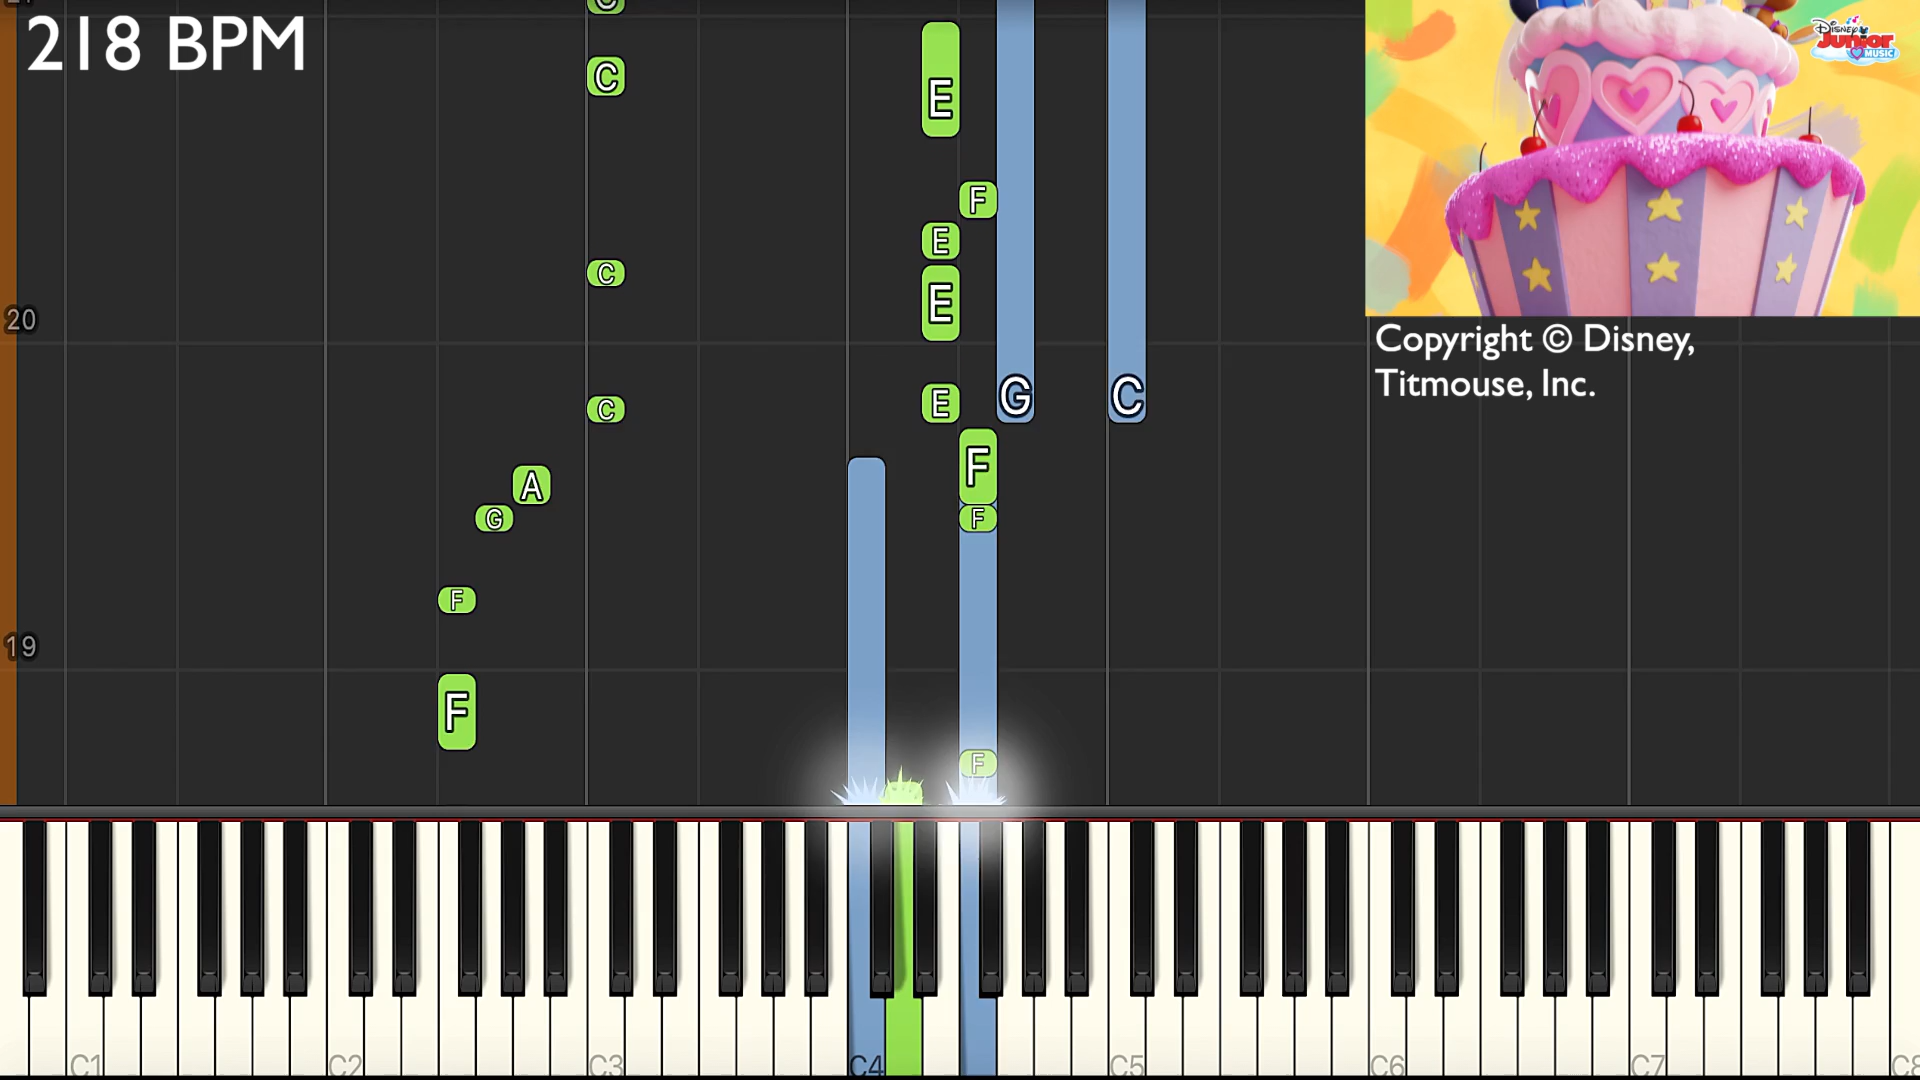 218 BPM
C
C
E
Disney
Junior
MUSIC
F
E
C
E
20
Copyright © Disney,
Titmouse, Inc.
E
G
C
C
F
A
G
F
F
19
F
F
C1
C2
C3
C4
C5
C6
C7
C8